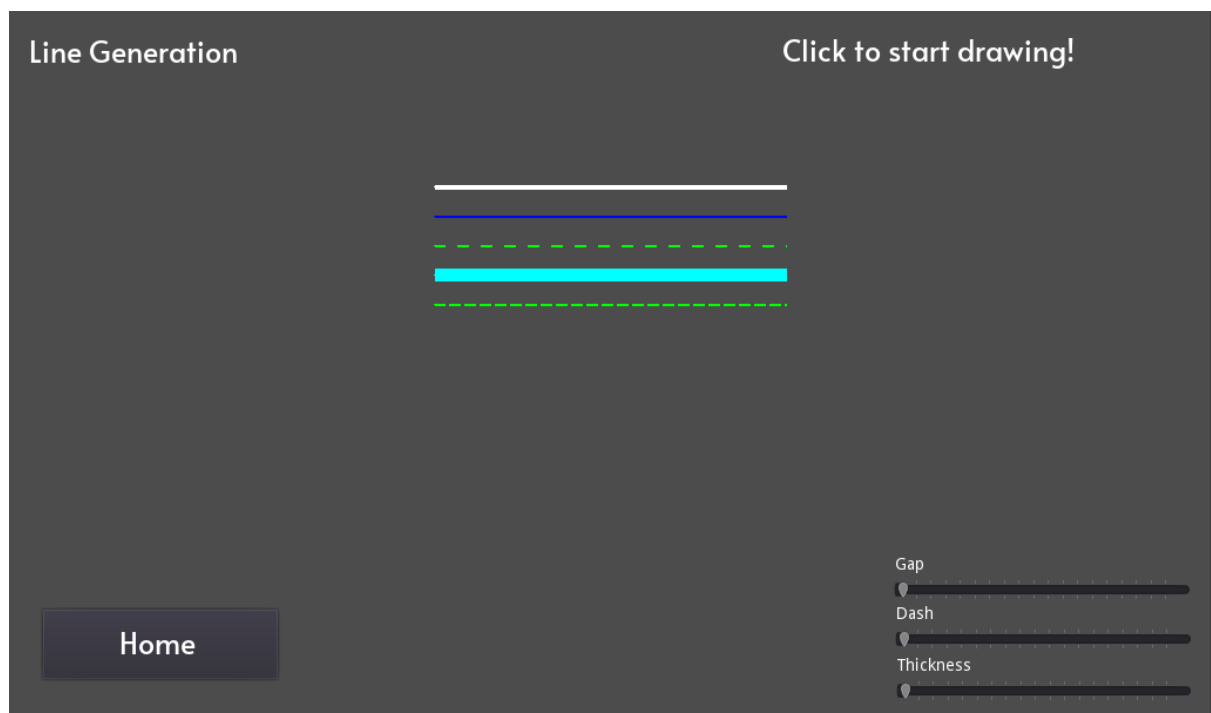 Line Generation
Click to start drawing!
Gap
Dash
Home
Thickness